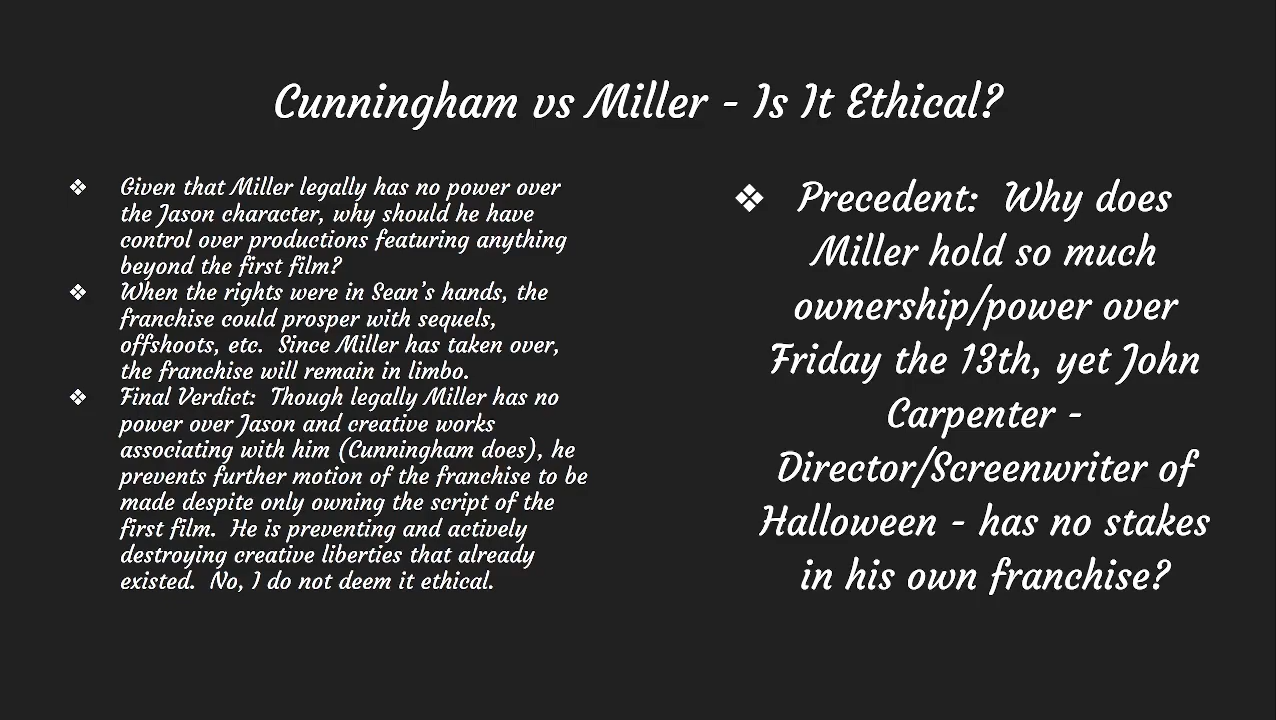 Cunningham vs Miller - Is It Ethical?
❖ Given that Miller legally has no power over
the Jason character, why should he have
control over productions featuring anything
beyond the first film?
❖ When the rights were in Sean's hands, the
franchise could prosper with sequels,
offshoots, etc. Since Miller has taken over,
the franchise will remain in limbo.
❖ Final Verdict: Though legally Miller has no
power over Jason and creative works
associating with him (Cunningham does), he
prevents further motion of the franchise to be
made despite only owning the script of the
first film. He is preventing and actively
destroying creative liberties that already
existed. No, I do not deem it ethical.
❖ Precedent: Why does
Miller hold so much
ownership/power over
Friday the 13th, yet John
Carpenter -
Director/Screenwriter of
Halloween - has no stakes
in his own franchise?